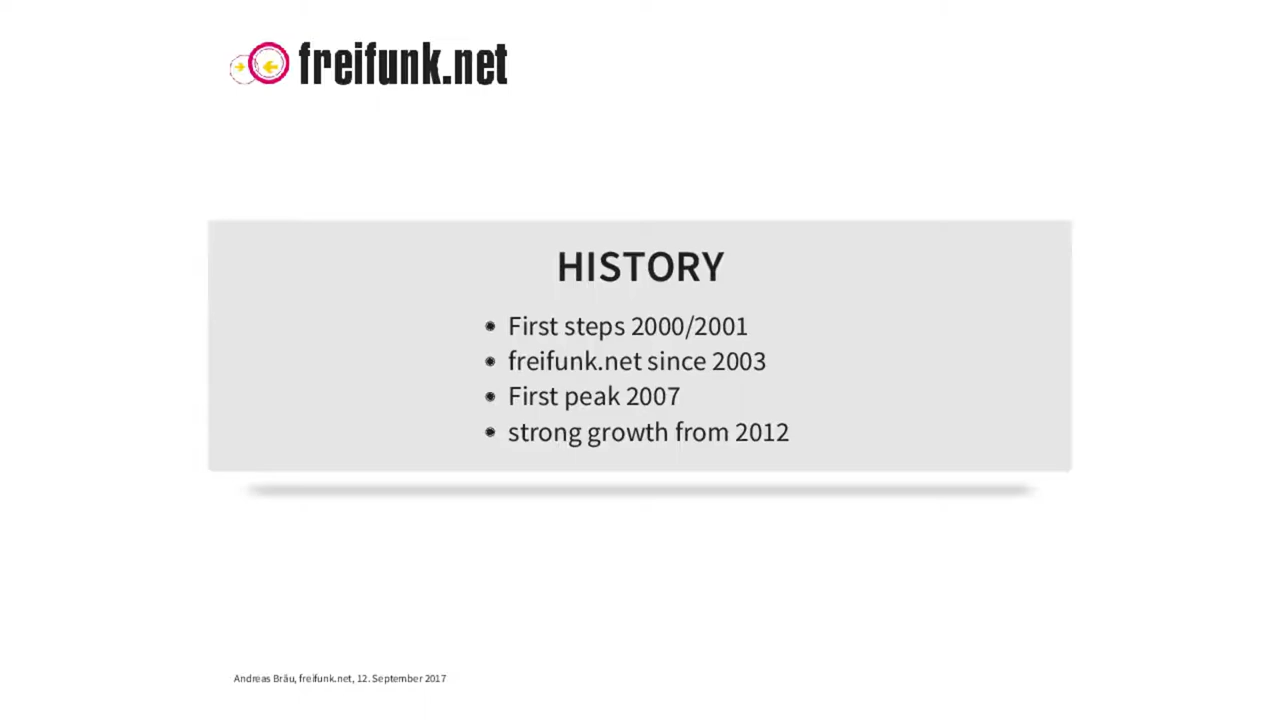 freifunk.net
HISTORY
First steps 2000/2001
freifunk.net since 2003
First peak 2007
strong growth from 2012
Andreas Bräu, freifunk.net, 12. September 2017